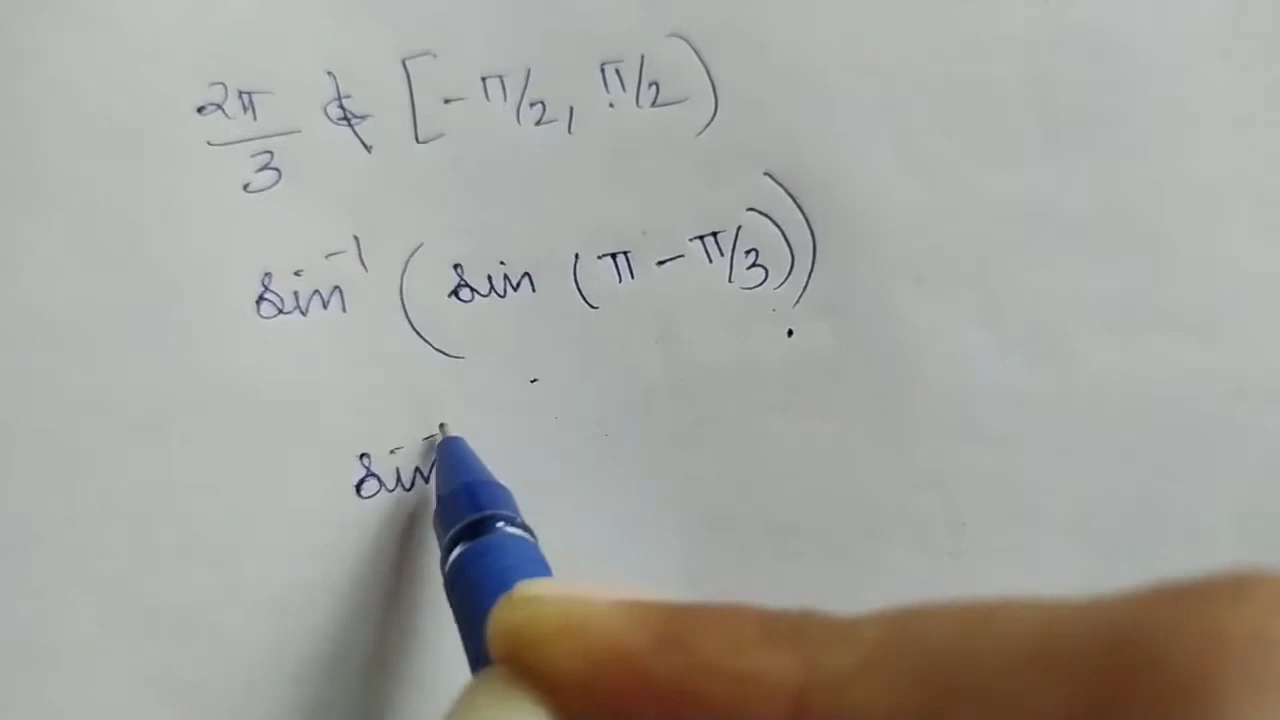 2π/3 ∉ [-π/2, π/2)
sin⁻¹ (sin (π - π/3))
sin⁻